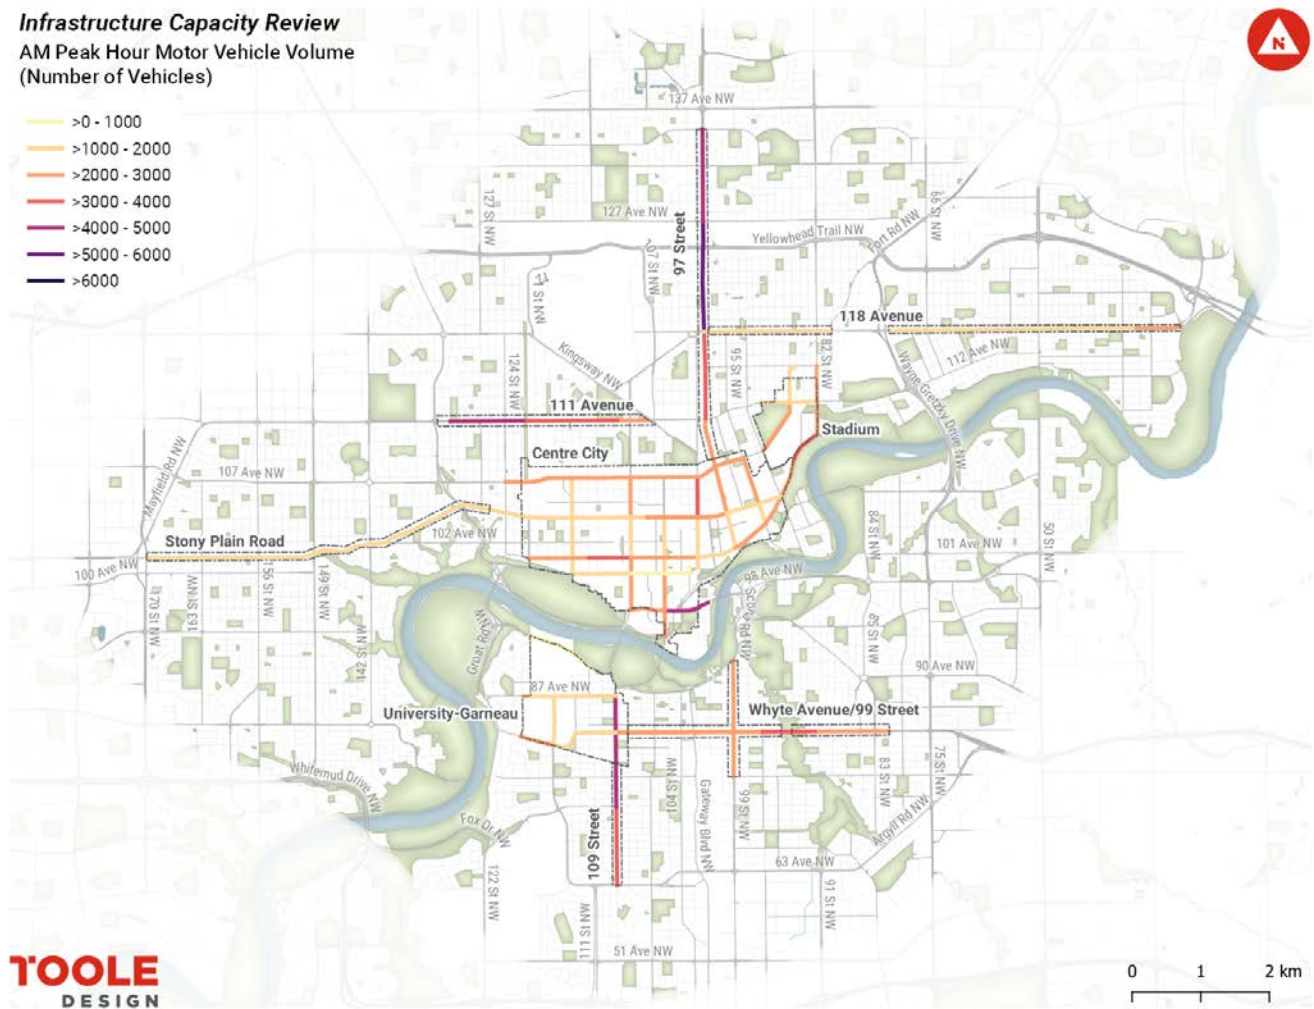 Infrastructure Capacity Review
AM Peak Hour Motor Vehicle Volume
(Number of Vehicles)
>0 - 1000
>1000 - 2000
>2000 - 3000
>3000 - 4000
>4000 - 5000
>5000 - 6000
>6000
N
137 Ave NW
127 St NW
127 Ave NW
97 Street
66 St NW
Yellowhead Trail NW
Fort Rd NW
107 St NW
121 St NW
118 Avenue
Kingsway NW
124 St NW
95 St NW
82 St NW
112 Ave NW
Wayne Gretzky Drive NW
111 Avenue
Stadium
Centre City
Mayfield Rd NW
107 Ave NW
102 Ave NW
Stony Plain Road
84 St NW
50 St NW
101 Ave NW
100 Ave NW
98 Ave NW
170 St NW
163 St NW
156 St NW
149 St NW
142 St NW
Groat Rd NW
Scona Rd NW
85 St NW
90 Ave NW
87 Ave NW
University-Garneau
Whyte Avenue/99 Street
Whitemud Drive NW
104 St NW
Gateway Blvd NW
99 St NW
83 St NW
75 St NW
Argyll Rd NW
Fox Dr NW
109 Street
63 Ave NW
122 St NW
111 St NW
91 St NW
51 Ave NW
TOOLE
DESIGN
0 1 2 km